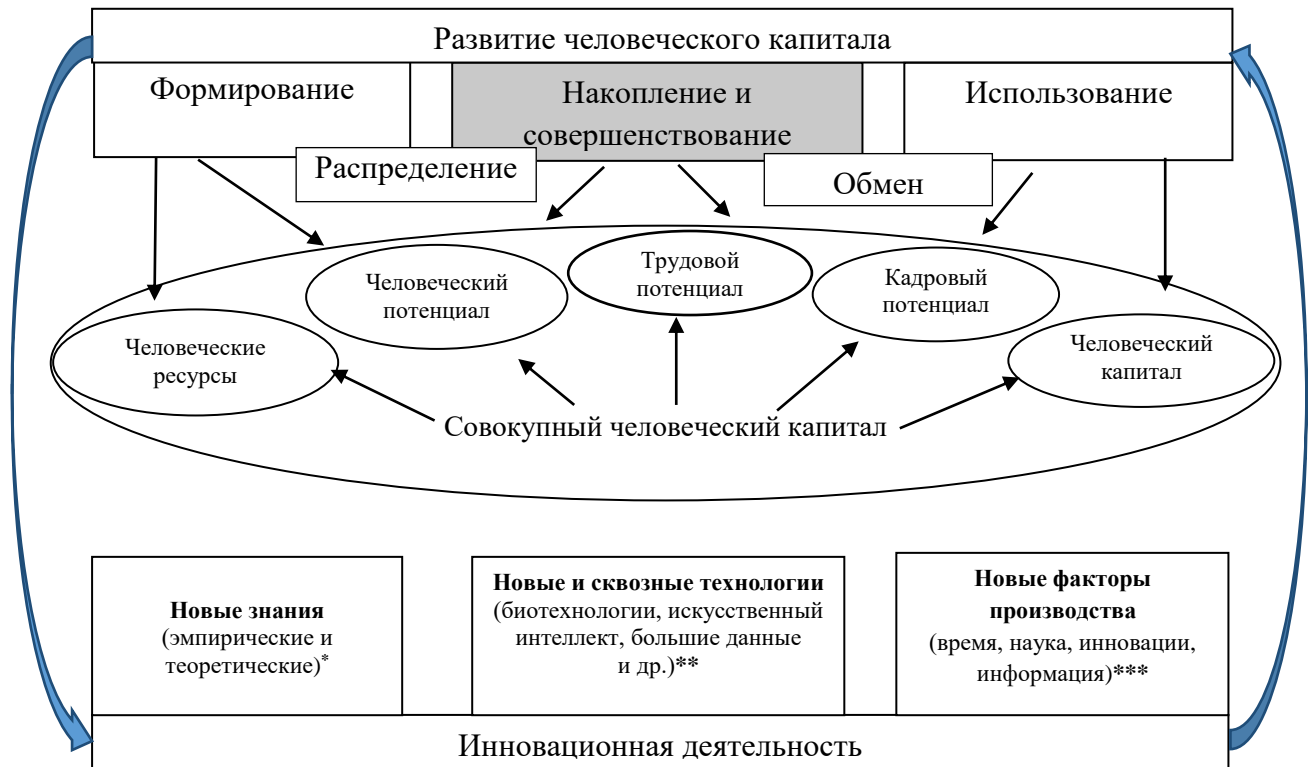 Развитие человеческого капитала
Формирование
Накопление и
совершенствование
Использование
Распределение
Обмен
Человеческие
ресурсы
Человеческий
потенциал
Трудовой
потенциал
Кадровый
потенциал
Человеческий
капитал
Совокупный человеческий капитал
Новые знания
(эмпирические и
теоретические)*
Новые и сквозные технологии
(биотехнологии, искусственный
интеллект, большие данные
и др.)**
Новые факторы
производства
(время, наука, инновации,
информация)***
Инновационная деятельность